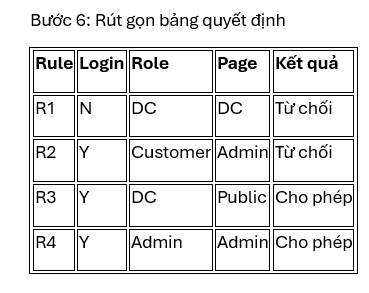 Bước 6: Rút gọn bảng quyết định
Rule Login Role Page Kết quả
R1 N DC DC Từ chối
R2 Y Customer Admin Từ chối
R3 Y DC Public Cho phép
R4 Y Admin Admin Cho phép